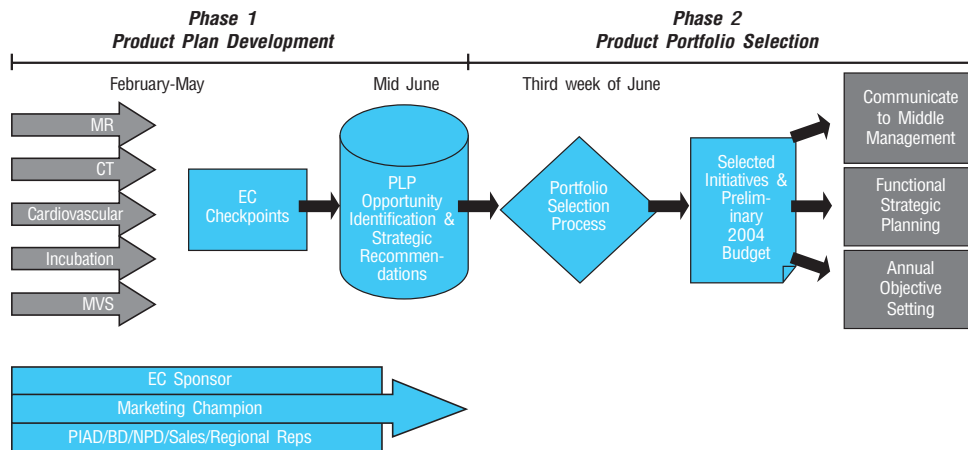 Phase 1
Product Plan Development
Phase 2
Product Portfolio Selection
February-May
Mid June
Third week of June
MR
CT
Cardiovascular
Incubation
MVS
EC
Checkpoints
PLP
Opportunity
Identification &
Strategic
Recommen-
dations
Portfolio
Selection
Process
Selected
Initiatives &
Prelim-
inary
2004
Budget
Communicate
to Middle
Management
Functional
Strategic
Planning
Annual
Objective
Setting
EC Sponsor
Marketing Champion
PIAD/BD/NPD/Sales/Regional Reps